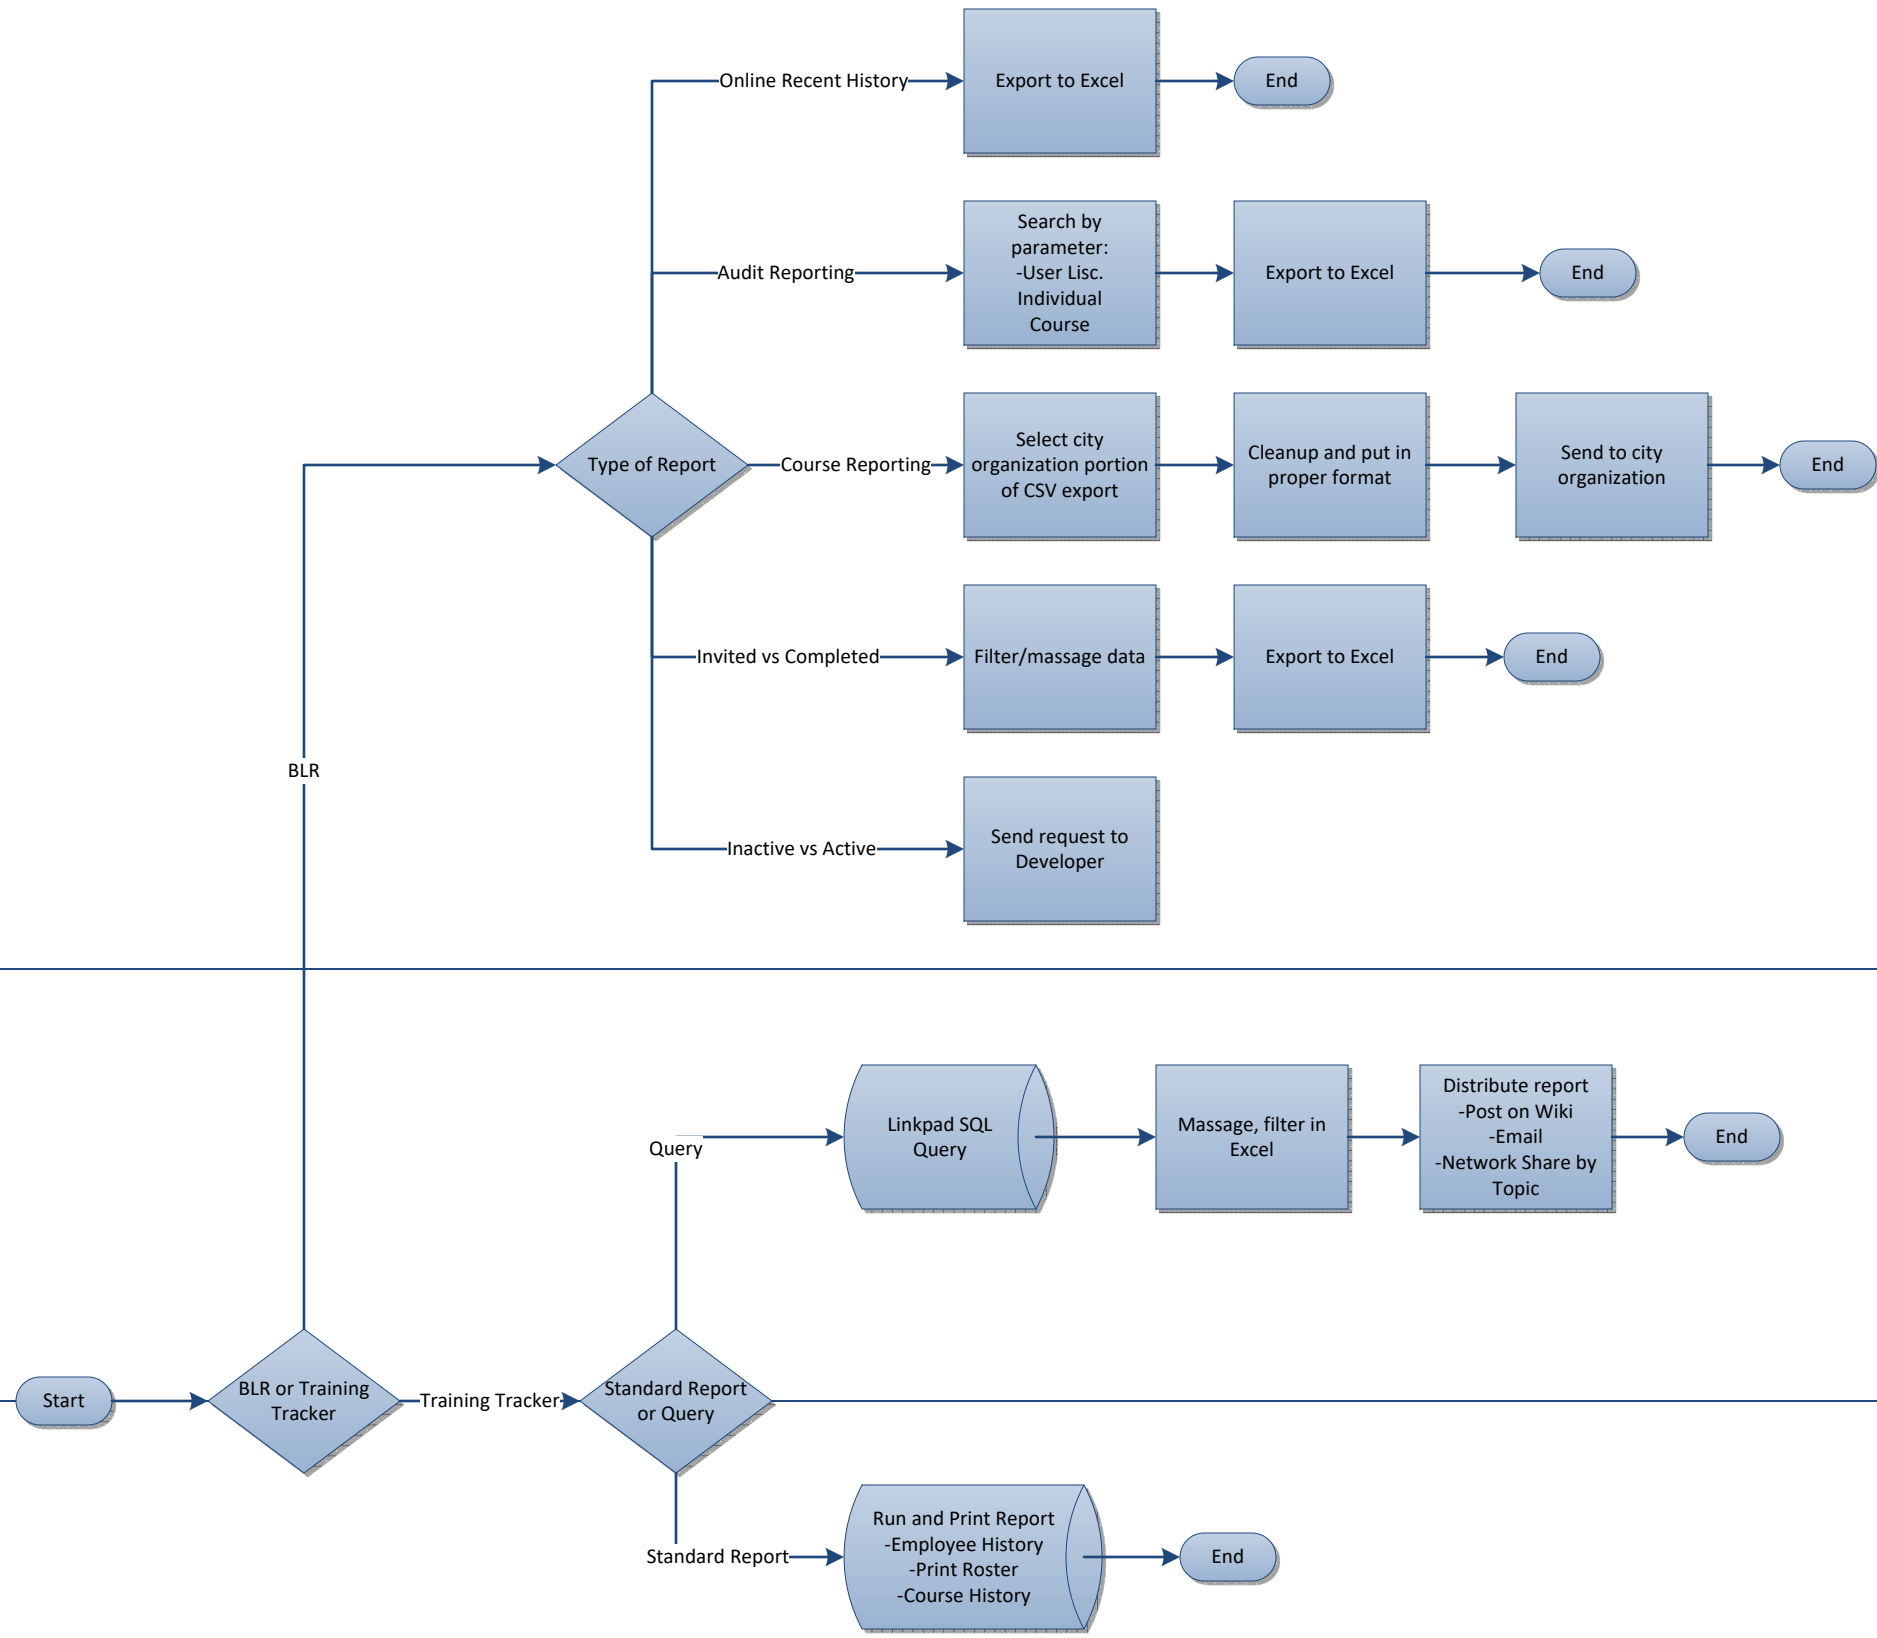 Online Recent History
Export to Excel
End
Audit Reporting
Search by
parameter:
-User Lisc.
Individual
Course
Export to Excel
End
Type of Report
Course Reporting
Select city
organization portion
of CSV export
Cleanup and put in
proper format
Send to city
organization
End
Invited vs Completed
Filter/massage data
Export to Excel
End
BLR
Inactive vs Active
Send request to
Developer
Query
Linkpad SQL
Query
Massage, filter in
Excel
Distribute report
-Post on Wiki
-Email
-Network Share by
Topic
End
Start
BLR or Training
Tracker
Training Tracker
Standard Report
or Query
Standard Report
Run and Print Report
-Employee History
-Print Roster
-Course History
End